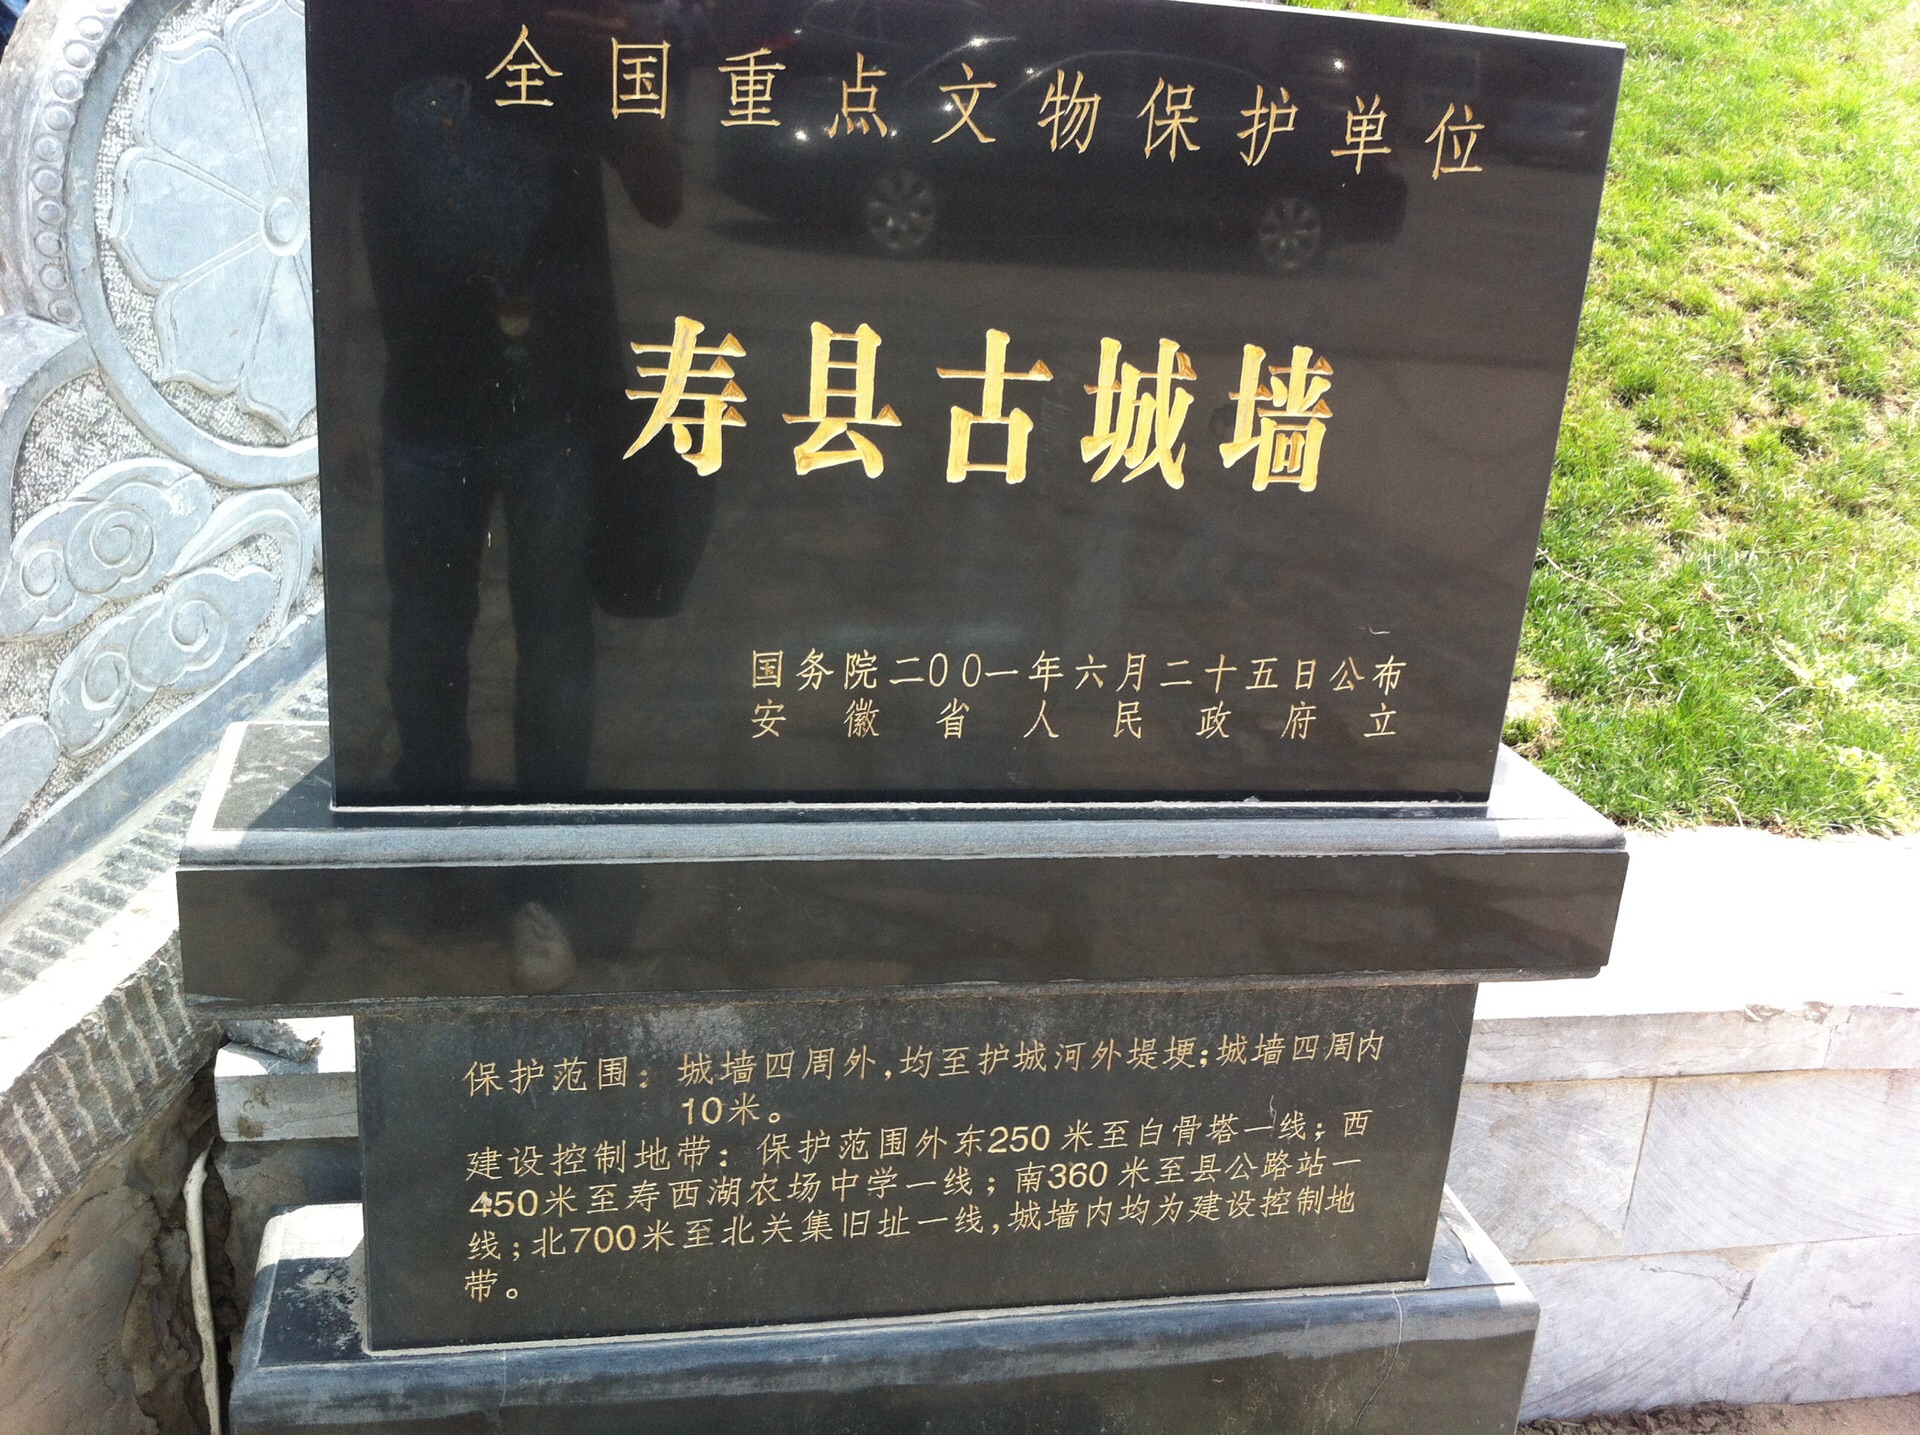 全国重点文物保护单位
寿县古城墙
国务院二00一年六月二十五日公布
安徽省人民政府立
保护范围：城墙四周外,均至护城河外堤埂;城墙四周内
10米。
建设控制地带：保护范围外东250米至白骨塔一线；西
450米至寿西湖农场中学一线；南360米至县公路站一
线；北700米至北关集旧址一线,城墙内均为建设控制地
带。